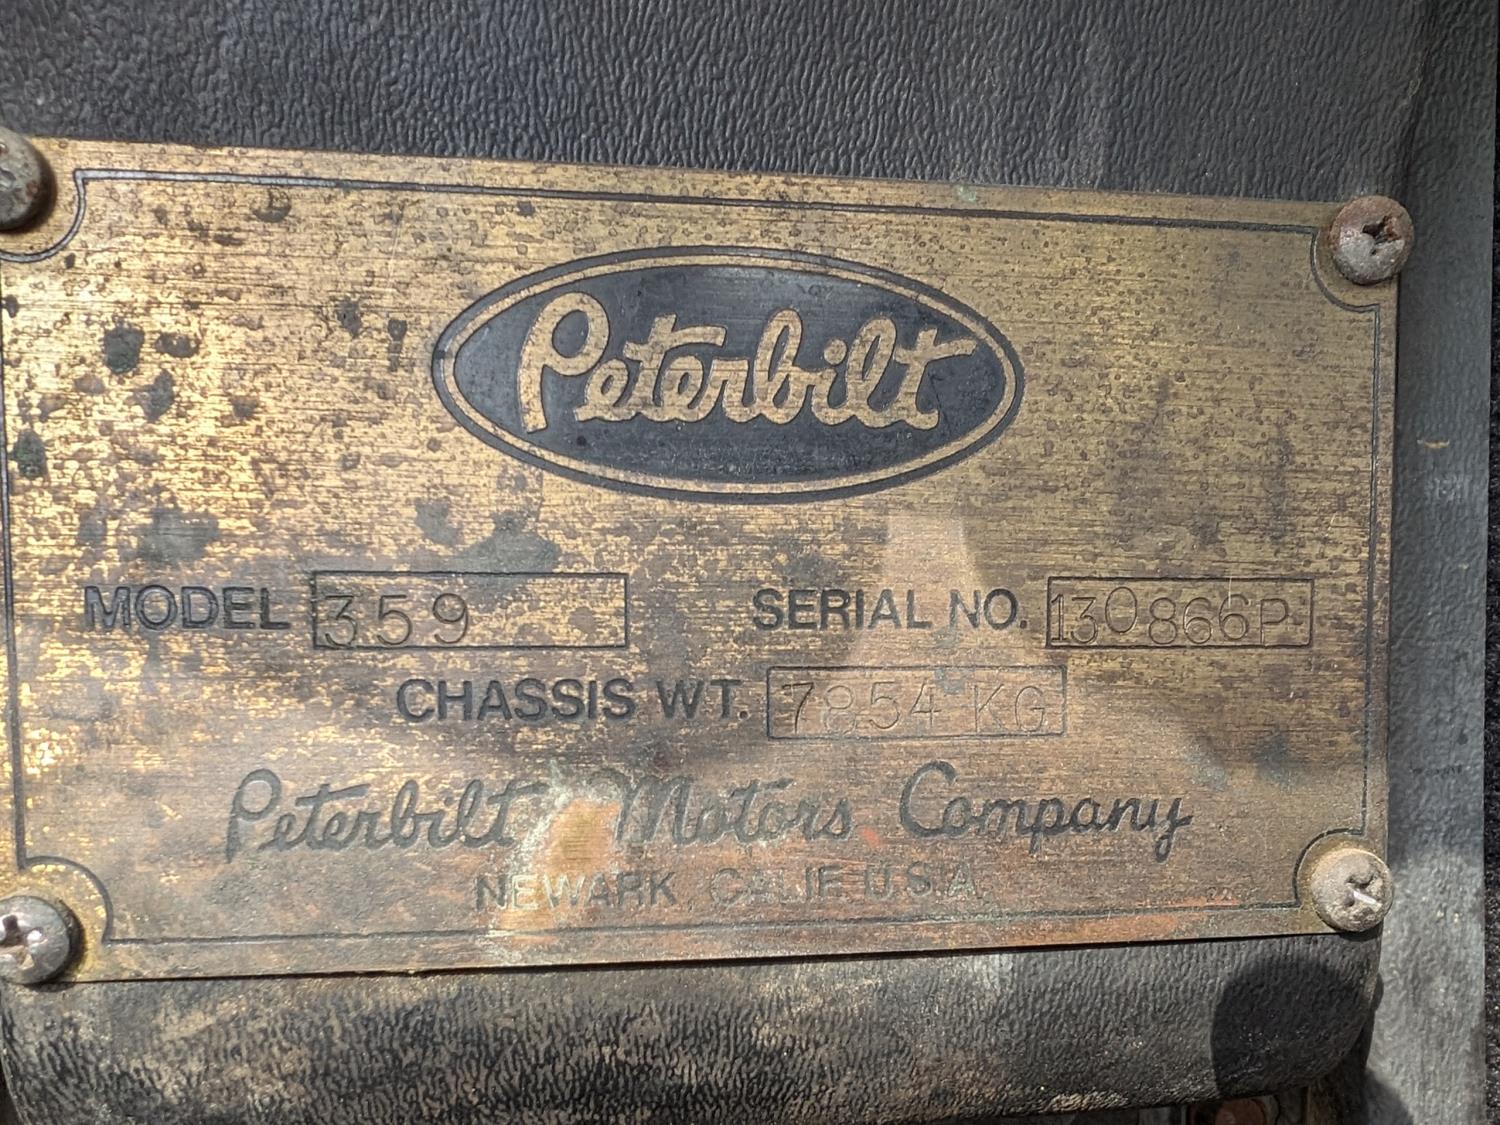 Peterbilt
MODEL 359 SERIAL NO. 130866P
CHASSIS WT. 7854 KG
Peterbilt Motors Company
NEWARK, CALIF. U.S.A.